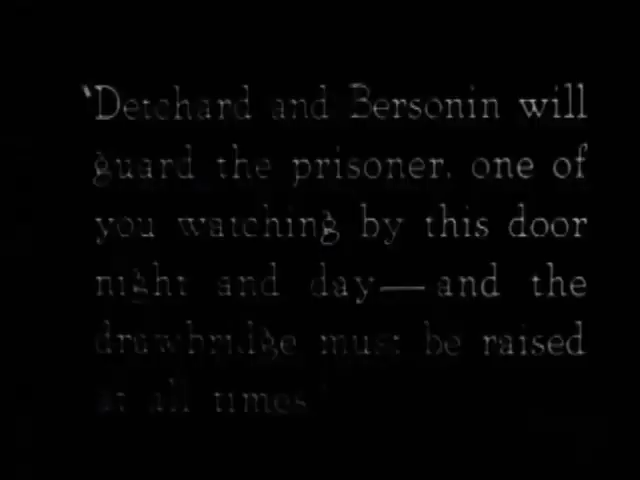 "Detchard and Bersonin will
guard the prisoner, one of
you watching by this door
night and day—and the
drawbridge must be raised
at all times"